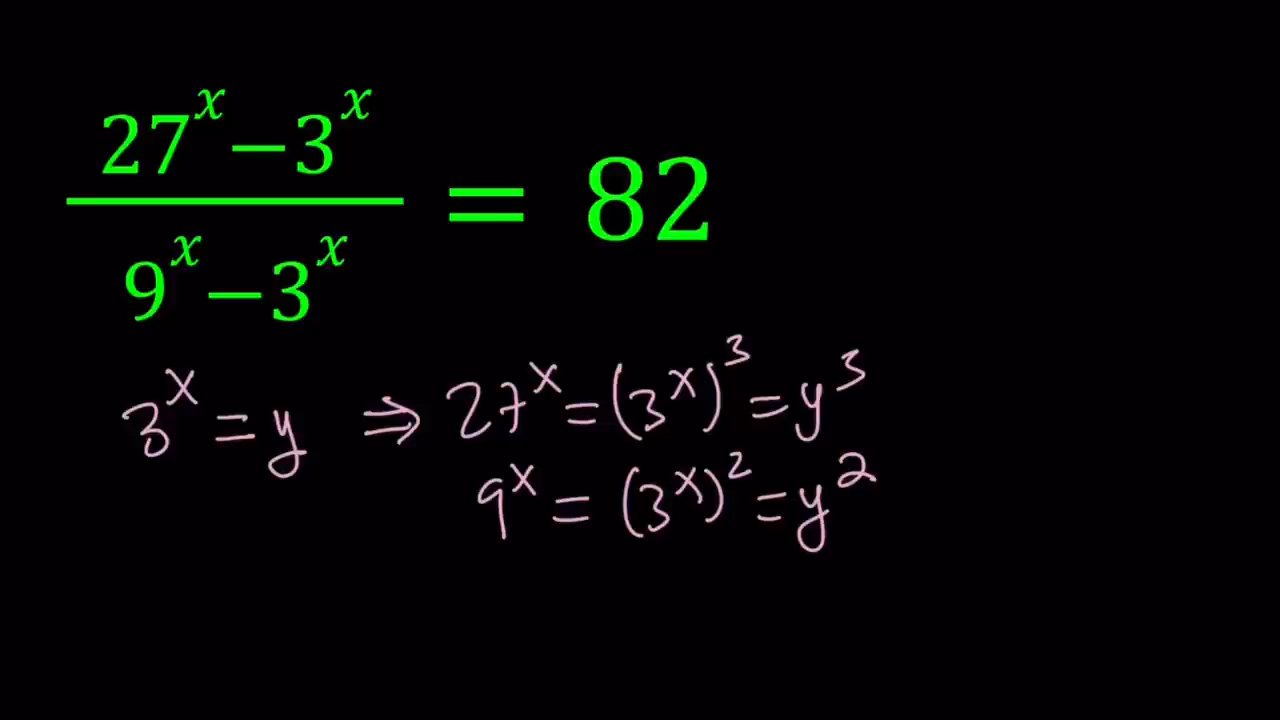 27^x − 3^x
9^x − 3^x
= 82
3^x = y ⇒ 27^x = (3^x)^3 = y^3
9^x = (3^x)^2 = y^2